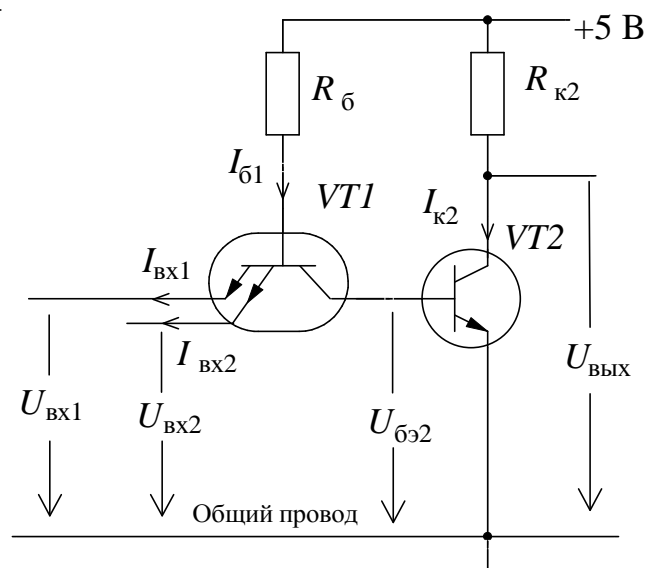 +5 В
R б
R к2
I б1
VT1
I к2
VT2
I вх1
I вх2
U вх1
U вх2
U бэ2
U вых
Общий провод